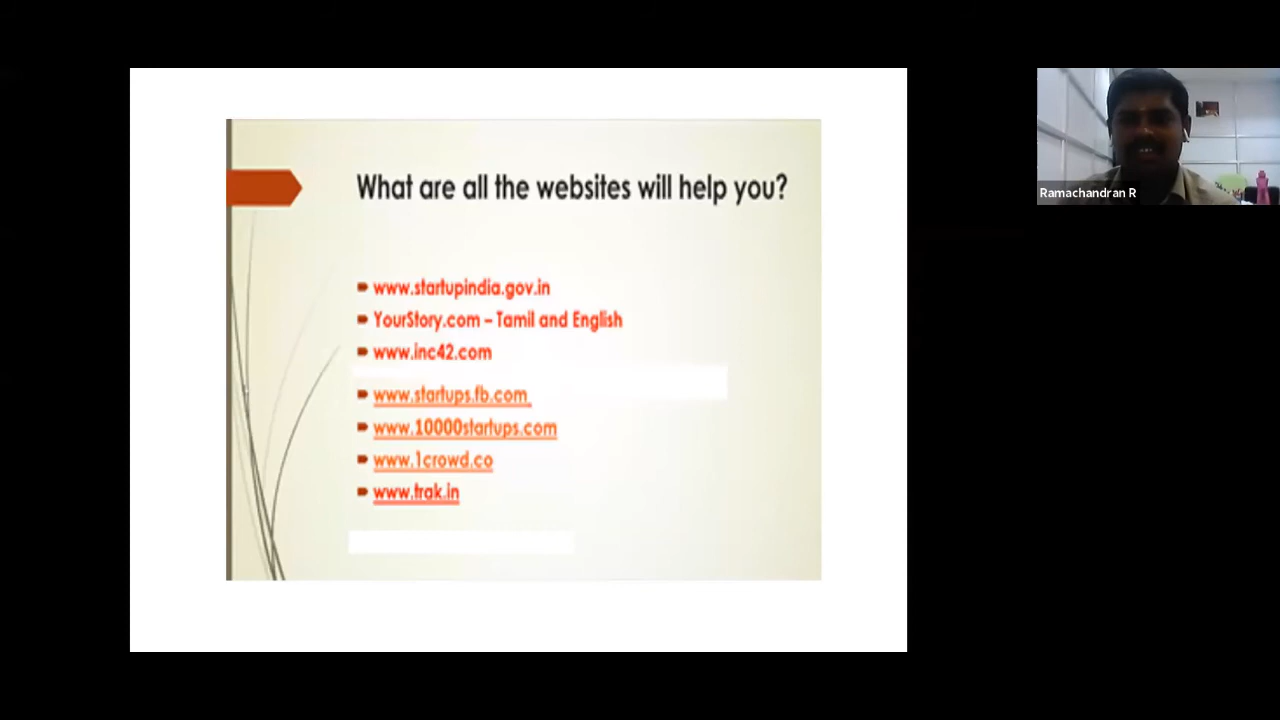 What are all the websites will help you?
www.startupindia.gov.in
YourStory.com – Tamil and English
www.inc42.com
www.startups.fb.com
www.10000startups.com
www.1crowd.co
www.trak.in
Ramachandran R